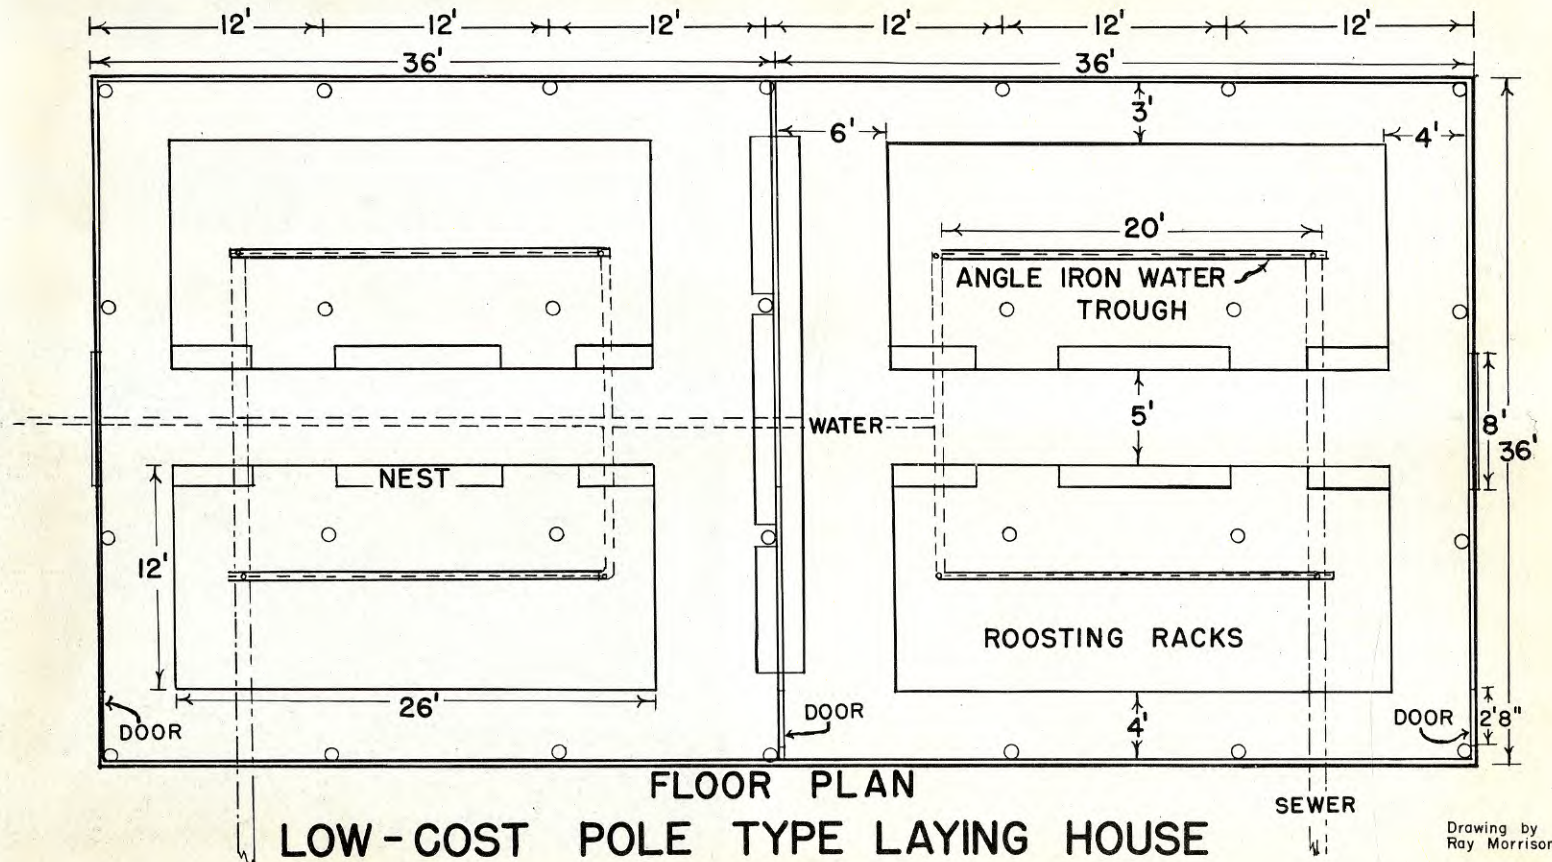 12' 12' 12' 12' 12' 12'
36' 36'
3'
6' 4'
20'
ANGLE IRON WATER
TROUGH
5'
8'
36'
WATER
NEST
12'
ROOSTING RACKS
26'
4'
2'8"
DOOR
DOOR
DOOR
FLOOR PLAN
SEWER
LOW-COST POLE TYPE LAYING HOUSE
Drawing by
Ray Morrison